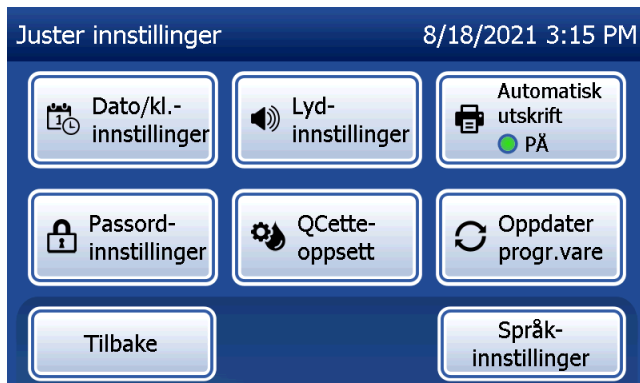 Juster innstillinger 8/18/2021 3:15 PM
Dato/kl.-
innstillinger
Lyd-
innstillinger
Automatisk
utskrift
PÄ
Passord-
innstillinger
QCette-
oppsett
Oppdater
progr.vare
Tilbake
Språk-
innstillinger